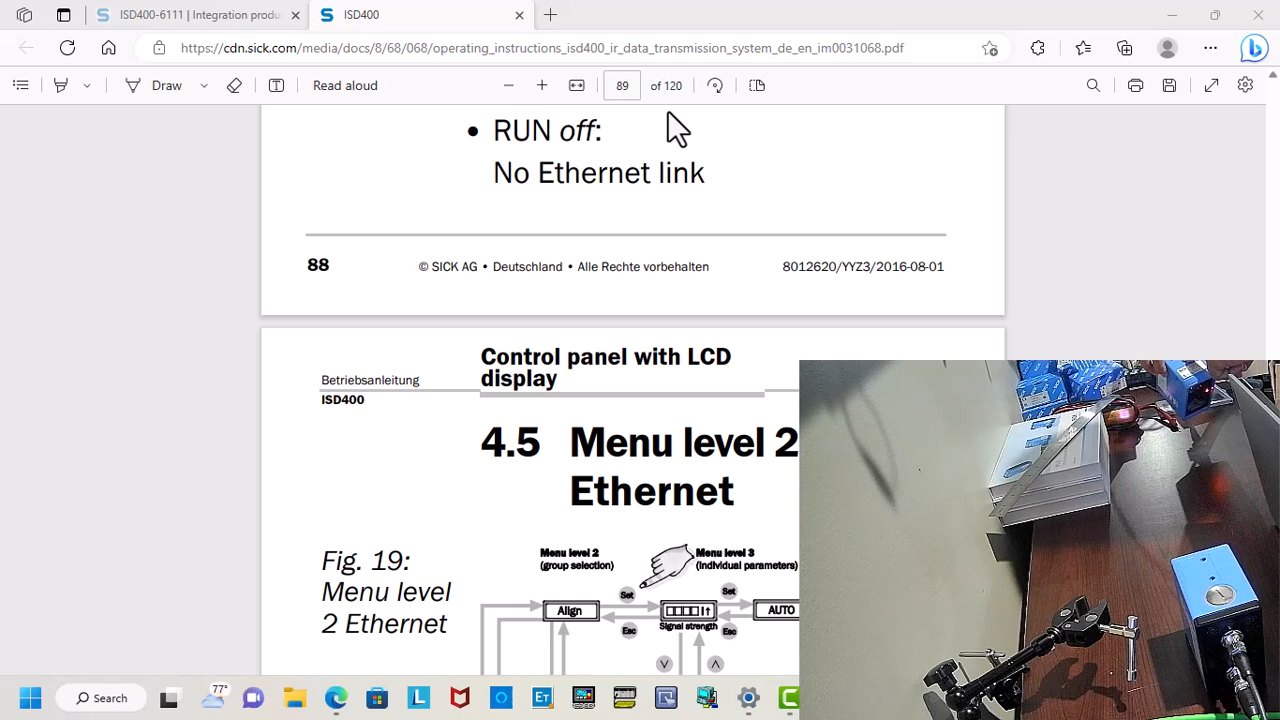 ISD400-6111 | Integration produ
ISD400
https://cdn.sick.com/media/docs/8/68/068/operating_instructions_isd400_ir_data_transmission_system_de_en_im0031068.pdf
Draw
Read aloud
89
of 120
• RUN off:
No Ethernet link
88
© SICK AG • Deutschland • Alle Rechte vorbehalten
8012620/YYZ3/2016-08-01
Betriebsanleitung
ISD400
Control panel with LCD
display
4.5 Menu level 2
Ethernet
Fig. 19:
Menu level
2 Ethernet
Menu level 2
(group selection)
Menu level 3
(individual parameters)
Set
Set
Align
AUTO
Signal strength
Esc
Esc
Search
77°